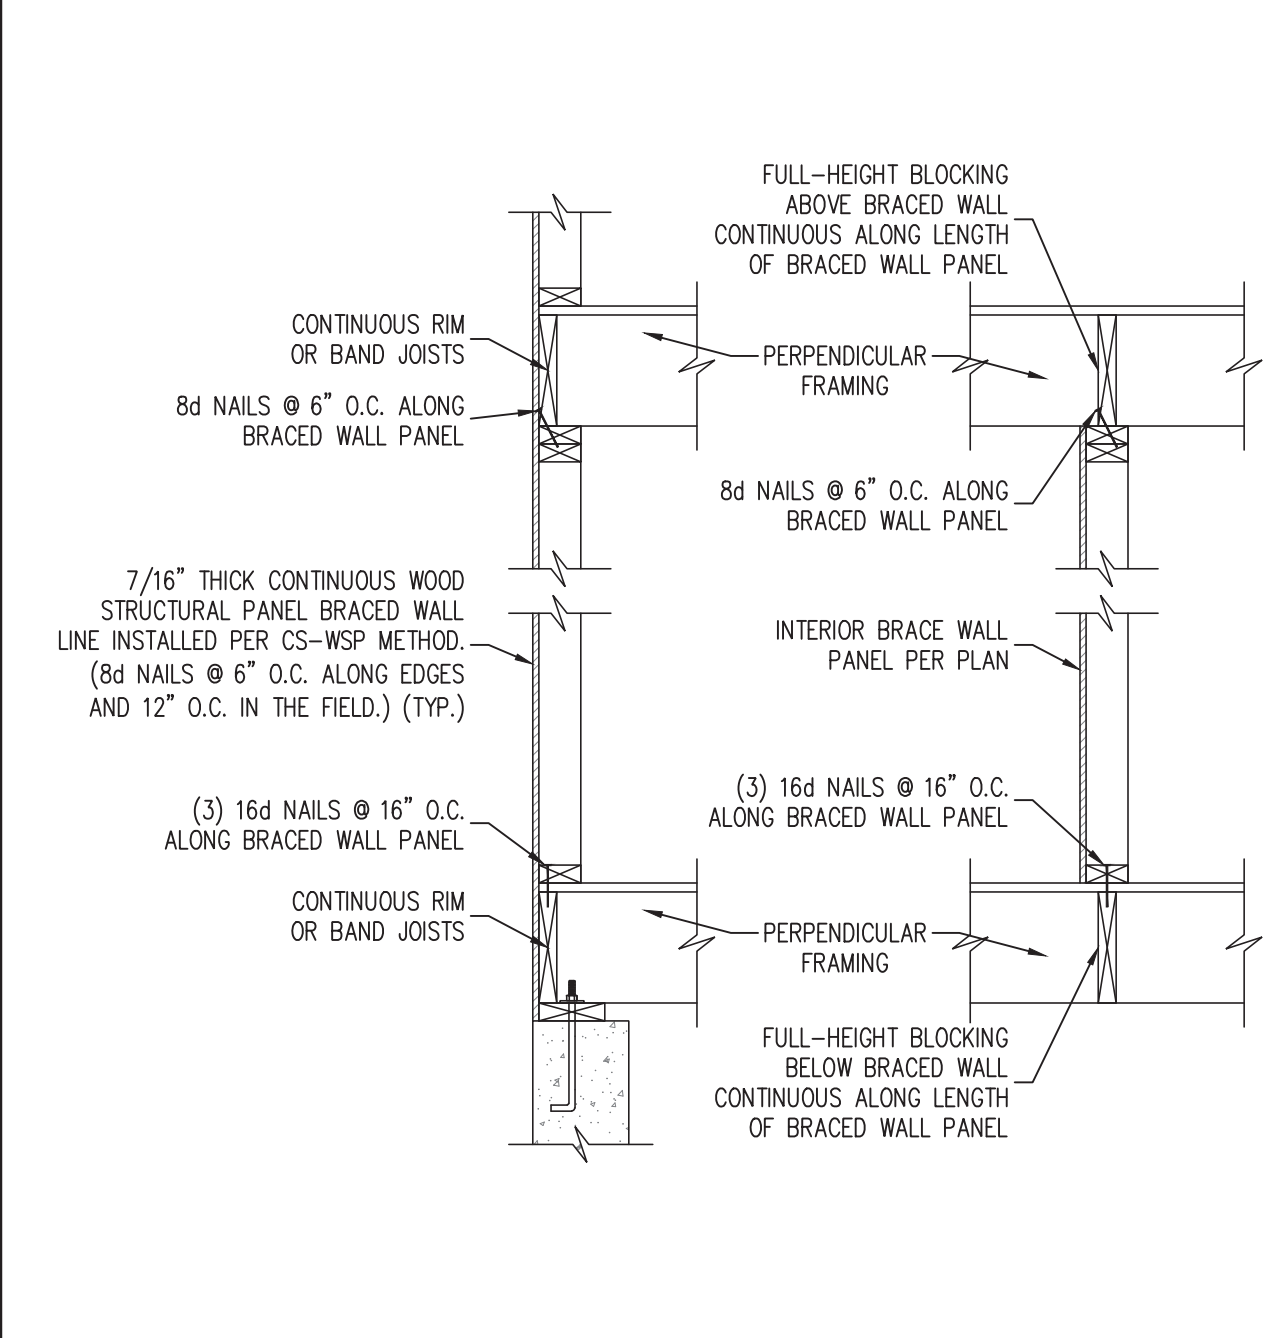 FULL-HEIGHT BLOCKING
ABOVE BRACED WALL
CONTINUOUS ALONG LENGTH
OF BRACED WALL PANEL
CONTINUOUS RIM
OR BAND JOISTS
PERPENDICULAR
FRAMING
8d NAILS @ 6” O.C. ALONG
BRACED WALL PANEL
8d NAILS @ 6” O.C. ALONG
BRACED WALL PANEL
7/16” THICK CONTINUOUS WOOD
STRUCTURAL PANEL BRACED WALL
LINE INSTALLED PER CS-WSP METHOD.
(8d NAILS @ 6” O.C. ALONG EDGES
AND 12” O.C. IN THE FIELD.) (TYP.)
INTERIOR BRACE WALL
PANEL PER PLAN
(3) 16d NAILS @ 16” O.C.
ALONG BRACED WALL PANEL
(3) 16d NAILS @ 16” O.C.
ALONG BRACED WALL PANEL
CONTINUOUS RIM
OR BAND JOISTS
PERPENDICULAR
FRAMING
FULL-HEIGHT BLOCKING
BELOW BRACED WALL
CONTINUOUS ALONG LENGTH
OF BRACED WALL PANEL